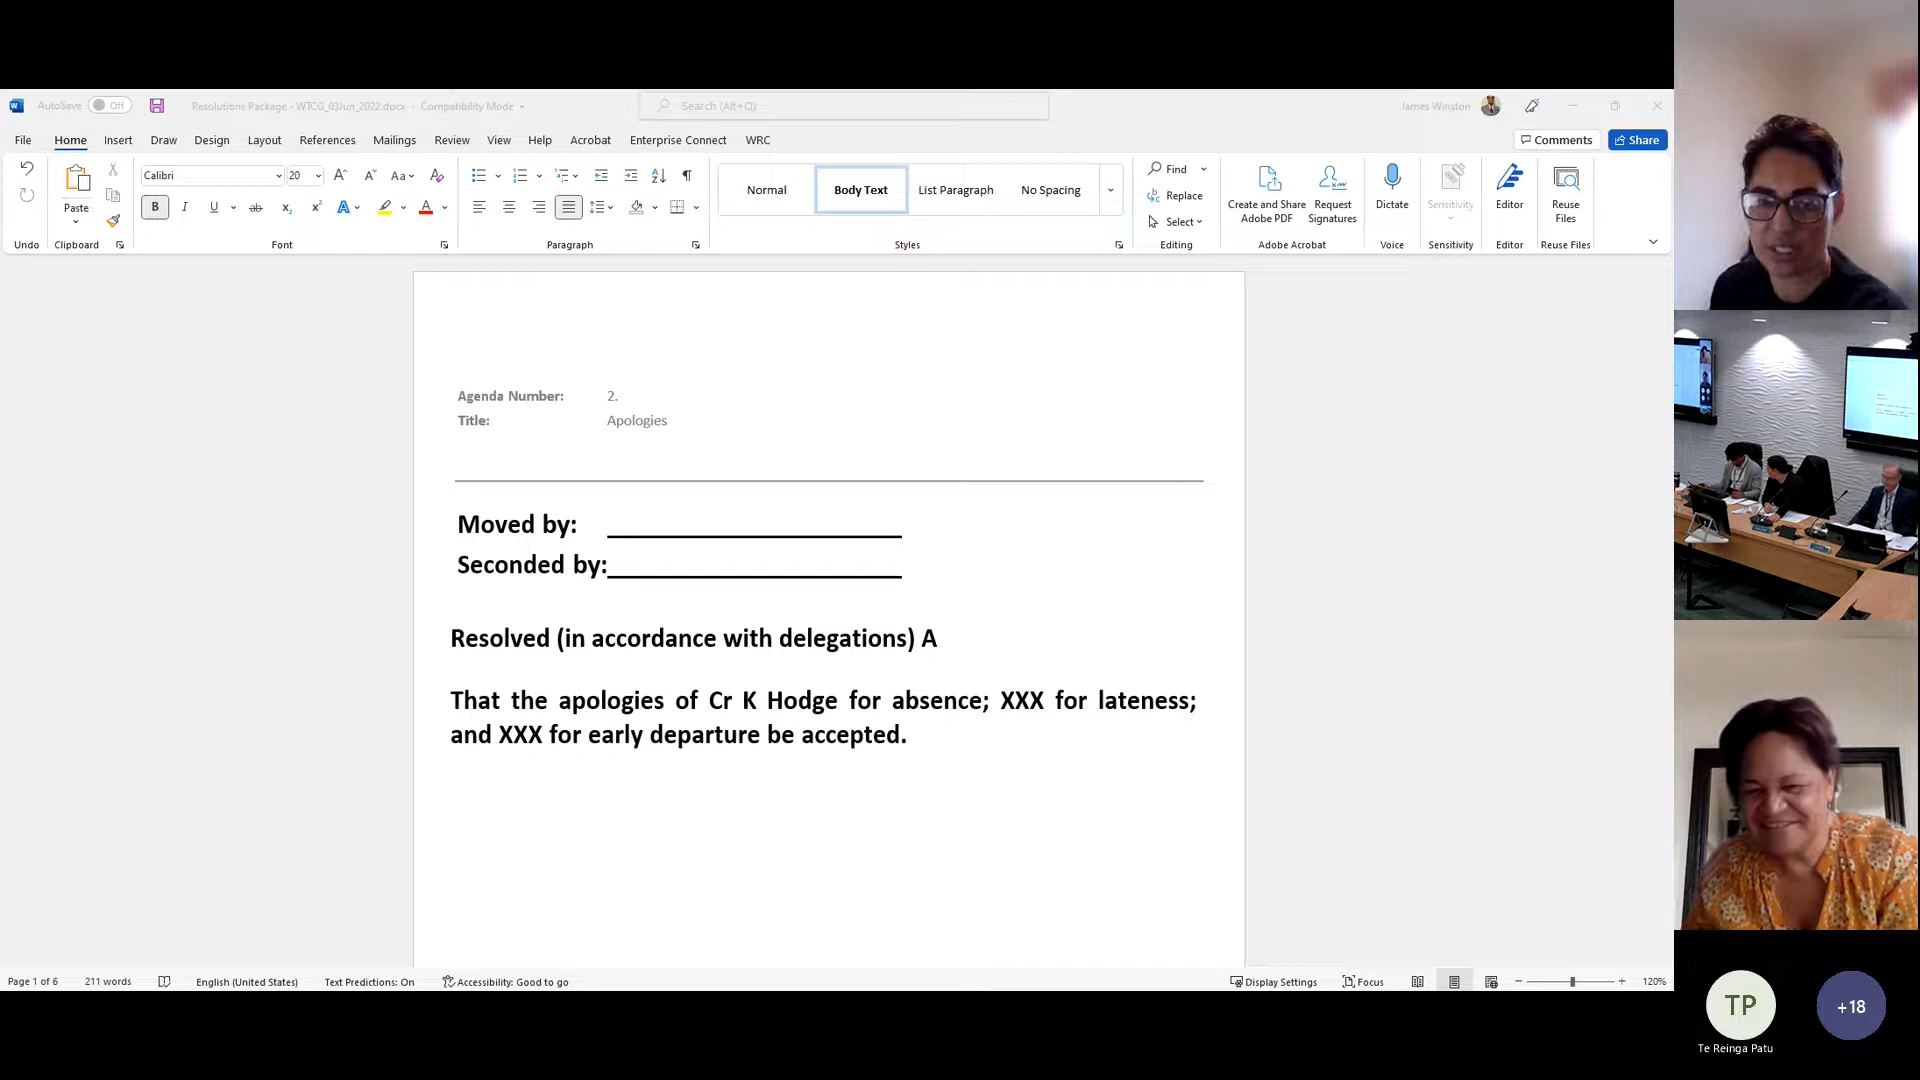 AutoSave Off Resolutions Package - WTCG_03Jun_2022.docx - Compatibility Mode Search (Alt+Q) James Winston
File Home Insert Draw Design Layout References Mailings Review View Help Acrobat Enterprise Connect WRC Comments Share
Calibri 20 Aa
Paste
B I U ab x₂ x² A A
Normal Body Text List Paragraph No Spacing
Find
Replace
Select
Create and Share Adobe PDF
Request Signatures
Dictate
Sensitivity
Editor
Reuse Files
Undo Clipboard Font Paragraph Styles Editing Adobe Acrobat Voice Sensitivity Editor Reuse Files
Agenda Number: 2.
Title: Apologies
Moved by:
Seconded by:
Resolved (in accordance with delegations) A
That the apologies of Cr K Hodge for absence; XXX for lateness;
and XXX for early departure be accepted.
Page 1 of 6 211 words English (United States) Text Predictions: On Accessibility: Good to go Display Settings Focus 120%
TP
+18
Te Reinga Patu